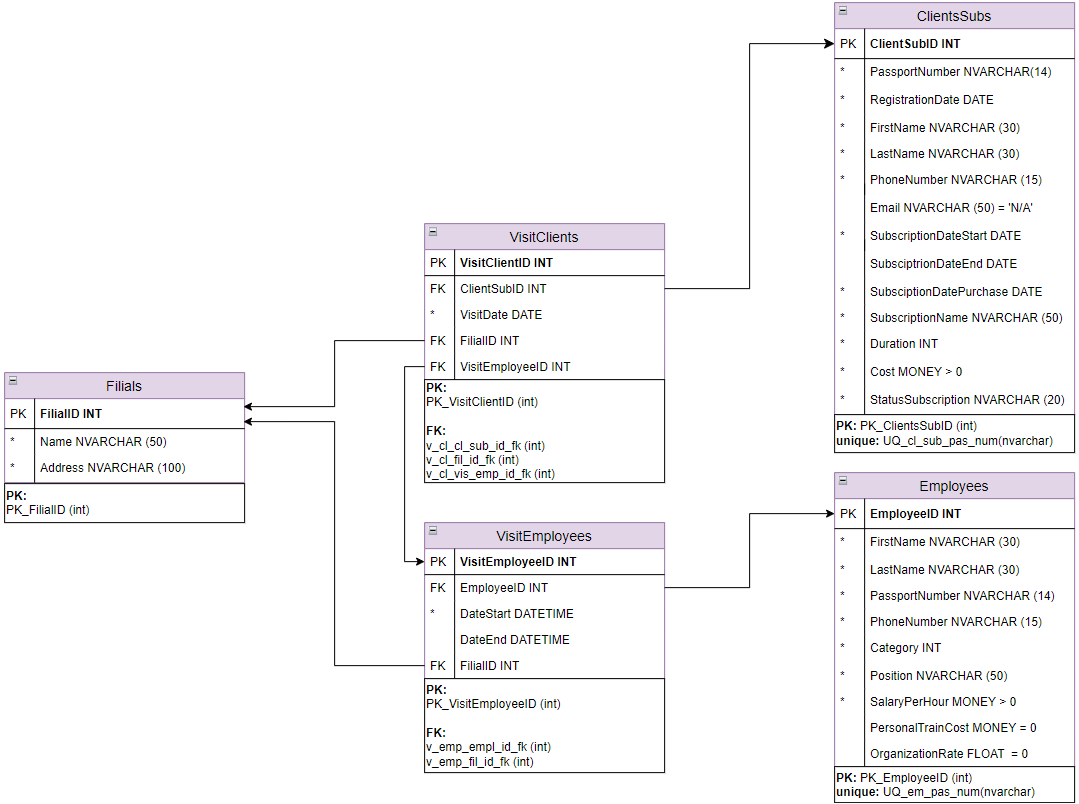 ClientsSubs
PK ClientSubID INT
* PassportNumber NVARCHAR(14)
* RegistrationDate DATE
* FirstName NVARCHAR (30)
* LastName NVARCHAR (30)
* PhoneNumber NVARCHAR (15)
Email NVARCHAR (50) = 'N/A'
* SubscriptionDateStart DATE
SubsciptrionDateEnd DATE
* SubsciptionDatePurchase DATE
* SubscriptionName NVARCHAR (50)
* Duration INT
* Cost MONEY > 0
* StatusSubscription NVARCHAR (20)
PK: PK_ClientsSubID (int)
unique: UQ_cl_sub_pas_num(nvarchar)
VisitClients
PK VisitClientID INT
FK ClientSubID INT
* VisitDate DATE
FK FilialID INT
FK VisitEmployeeID INT
PK:
PK_VisitClientID (int)
FK:
v_cl_cl_sub_id_fk (int)
v_cl_fil_id_fk (int)
v_cl_vis_emp_id_fk (int)
Filials
PK FilialID INT
* Name NVARCHAR (50)
* Address NVARCHAR (100)
PK:
PK_FilialID (int)
VisitEmployees
PK VisitEmployeeID INT
FK EmployeeID INT
* DateStart DATETIME
DateEnd DATETIME
FK FilialID INT
PK:
PK_VisitEmployeeID (int)
FK:
v_emp_empl_id_fk (int)
v_emp_fil_id_fk (int)
Employees
PK EmployeeID INT
* FirstName NVARCHAR (30)
* LastName NVARCHAR (30)
* PassportNumber NVARCHAR (14)
* PhoneNumber NVARCHAR (15)
* Category INT
* Position NVARCHAR (50)
* SalaryPerHour MONEY > 0
PersonalTrainCost MONEY = 0
OrganizationRate FLOAT = 0
PK: PK_EmployeeID (int)
unique: UQ_em_pas_num(nvarchar)